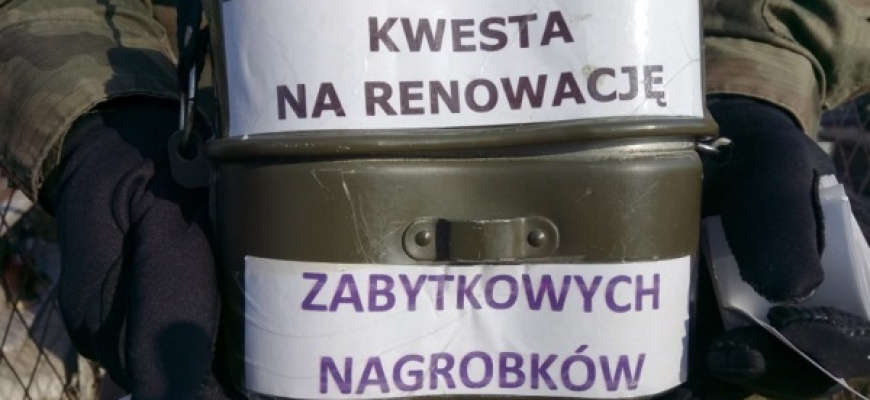 KWESTA
NA RENOWACJĘ
ZABYTKOWYCH
NAGROBKÓW